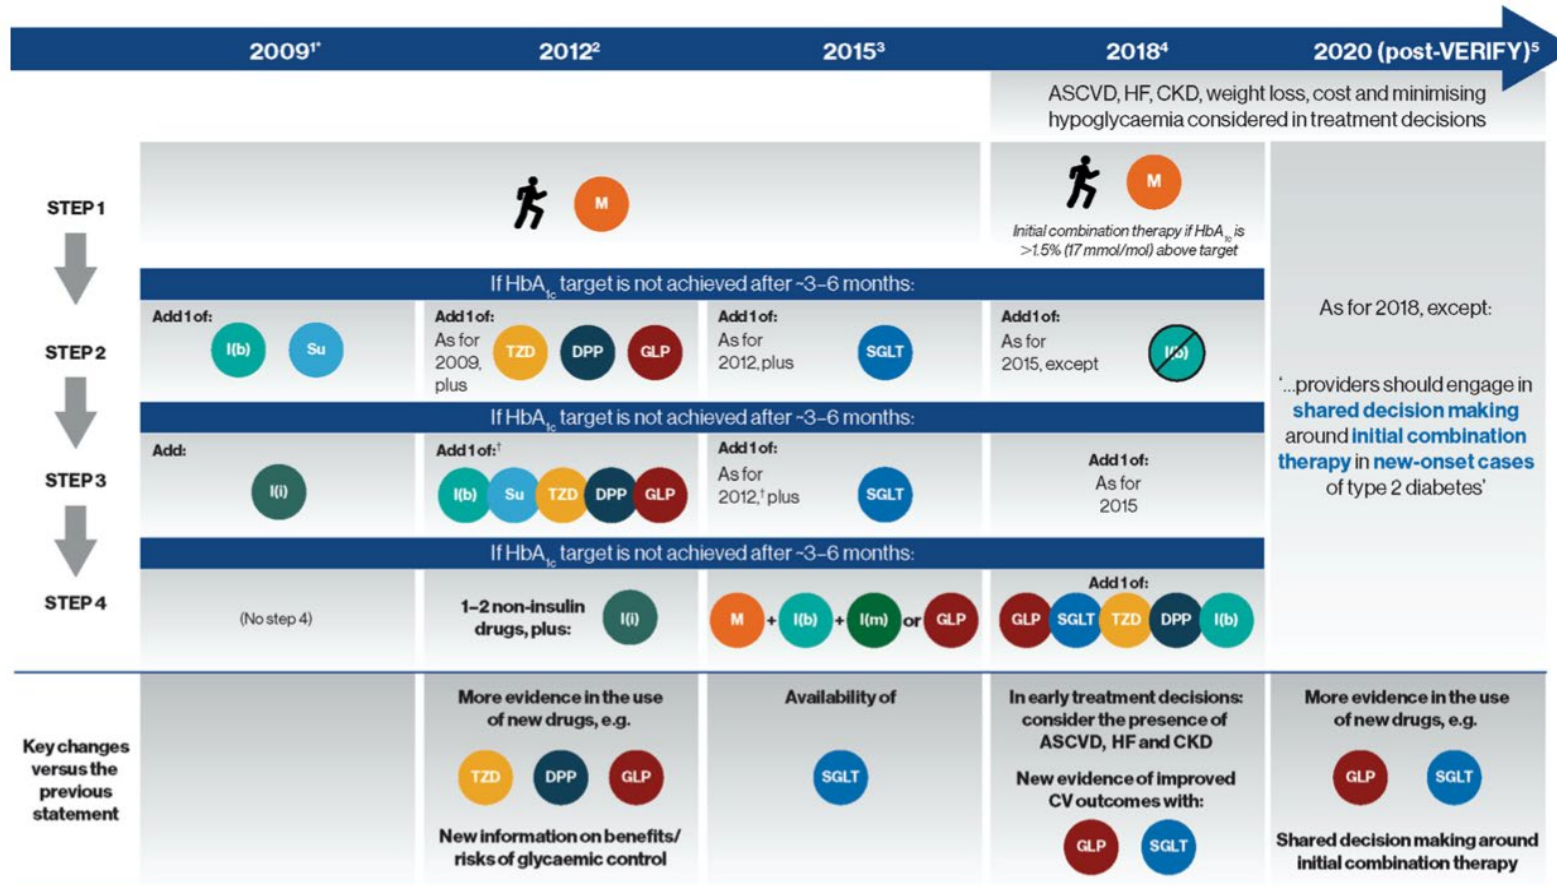 2009¹* 2012² 2015³ 2018⁴ 2020 (post-VERIFY)⁵
ASCVD, HF, CKD, weight loss, cost and minimising
hypoglycaemia considered in treatment decisions
STEP 1
M
M
Initial combination therapy if HbA1c is
>1.5% (17 mmol/mol) above target
If HbA1c target is not achieved after ~3–6 months:
STEP 2
Add 1 of:
I(b) Su
Add 1 of:
As for
2009,
plus
TZD DPP GLP
Add 1 of:
As for
2012, plus
SGLT
Add 1 of:
As for
2015, except
I(b)
As for 2018, except:
‘...providers should engage in
shared decision making
around initial combination
therapy in new-onset cases
of type 2 diabetes’
If HbA1c target is not achieved after ~3–6 months:
STEP 3
Add:
I(i)
Add 1 of:†
I(b) Su TZD DPP GLP
Add 1 of:
As for
2012,† plus
SGLT
Add 1 of:
As for
2015
If HbA1c target is not achieved after ~3–6 months:
STEP 4
(No step 4)
1–2 non-insulin
drugs, plus:
I(i)
M + I(b) + I(m) or GLP
Add 1 of:
GLP SGLT TZD DPP I(b)
Key changes
versus the
previous
statement
More evidence in the use
of new drugs, e.g.
TZD DPP GLP
New information on benefits/
risks of glycaemic control
Availability of
SGLT
In early treatment decisions:
consider the presence of
ASCVD, HF and CKD
New evidence of improved
CV outcomes with:
GLP SGLT
More evidence in the use
of new drugs, e.g.
GLP SGLT
Shared decision making around
initial combination therapy